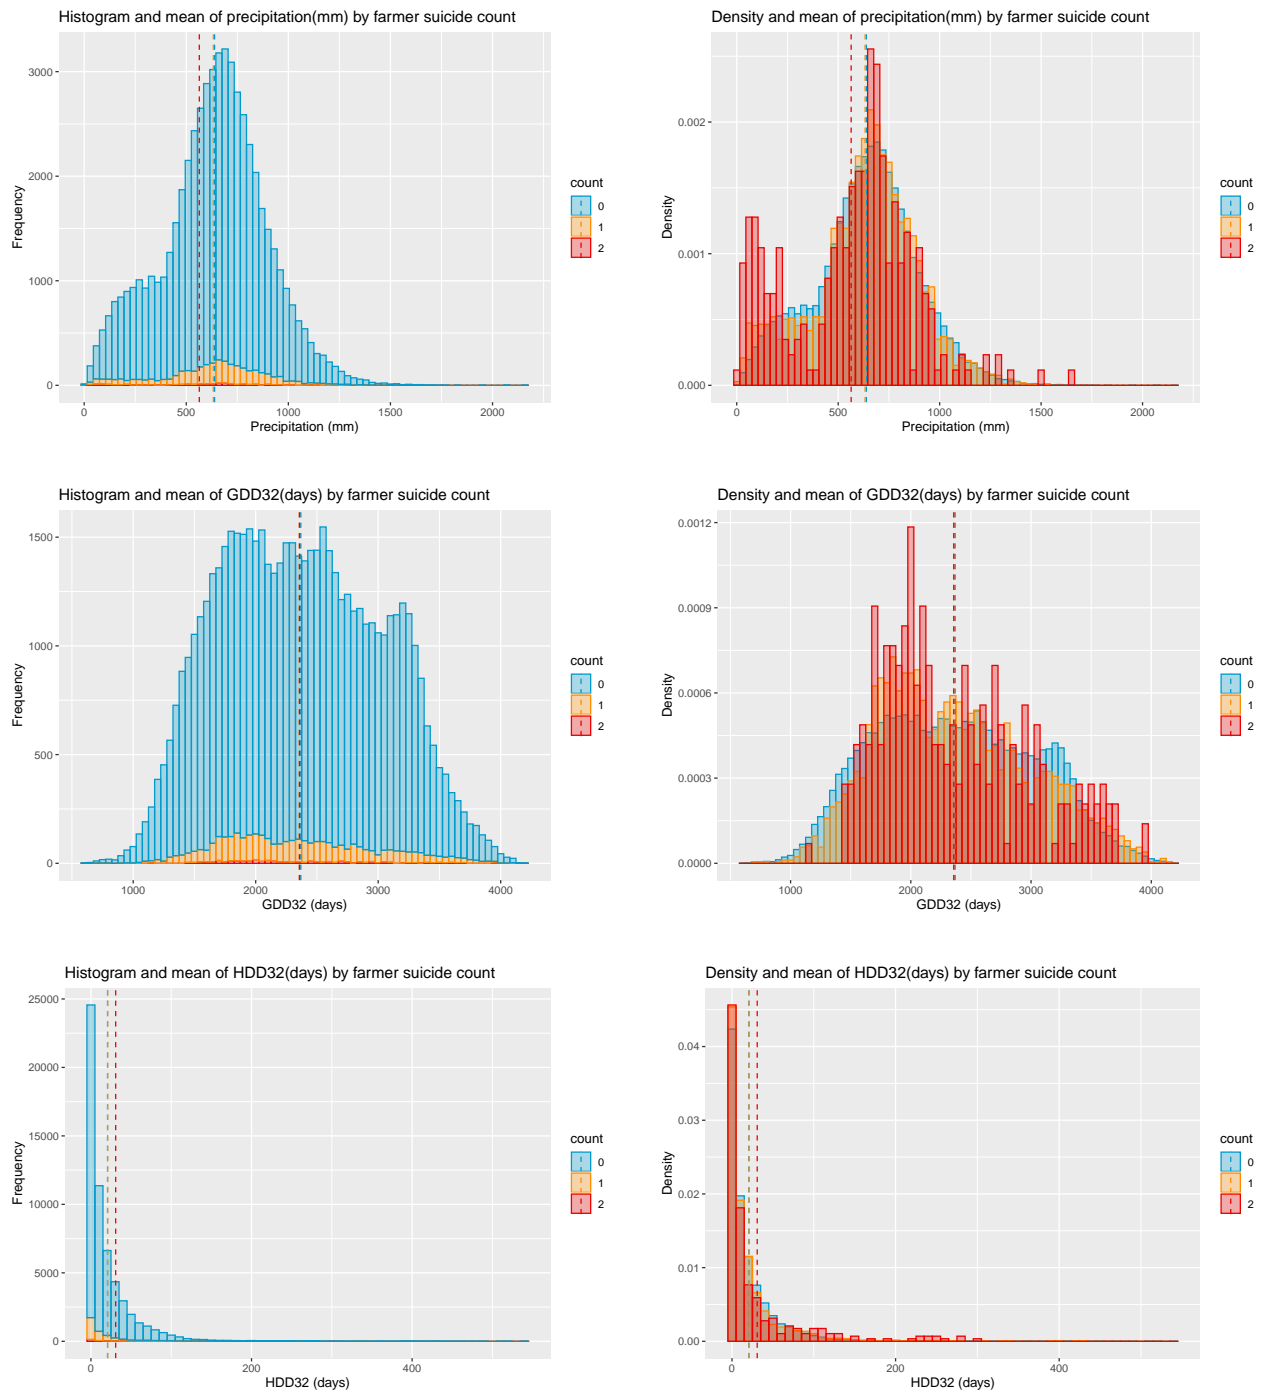 Histogram and mean of precipitation(mm) by farmer suicide count
3000
2000
1000
0
Frequency
0 500 1000 1500 2000
Precipitation (mm)
count
0
1
2
Density and mean of precipitation(mm) by farmer suicide count
0.002
0.001
0.000
Density
0 500 1000 1500 2000
Precipitation (mm)
count
0
1
2
Histogram and mean of GDD32(days) by farmer suicide count
1500
1000
500
0
Frequency
1000 2000 3000 4000
GDD32 (days)
count
0
1
2
Density and mean of GDD32(days) by farmer suicide count
0.0012
0.0009
0.0006
0.0003
0.0000
Density
1000 2000 3000 4000
GDD32 (days)
count
0
1
2
Histogram and mean of HDD32(days) by farmer suicide count
25000
20000
15000
10000
5000
0
Frequency
0 200 400
HDD32 (days)
count
0
1
2
Density and mean of HDD32(days) by farmer suicide count
0.04
0.03
0.02
0.01
0.00
Density
0 200 400
HDD32 (days)
count
0
1
2